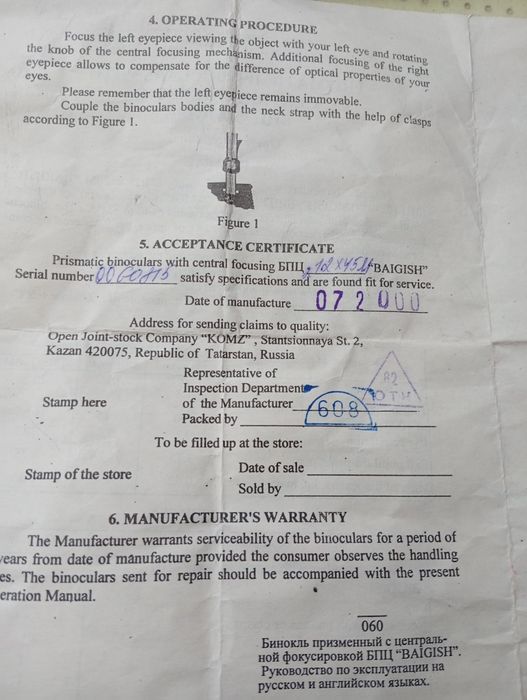 4. OPERATING PROCEDURE
Focus the left eyepiece viewing the object with your left eye and rotating
the knob of the central focusing mechanism. Additional focusing of the right
eyepiece allows to compensate for the difference of optical properties of your
eyes.
Please remember that the left eyepiece remains immovable.
Couple the binoculars bodies and the neck strap with the help of clasps
according to Figure 1.
Figure 1
5. ACCEPTANCE CERTIFICATE
Prismatic binoculars with central focusing БПЦ 12x45 "BAIGISH"
Serial number satisfy specifications and are found fit for service.
Date of manufacture 07 2000
Address for sending claims to quality:
Open Joint-stock Company "KOMZ" , Stantsionnaya St. 2,
Kazan 420075, Republic of Tatarstan, Russia
Representative of
Inspection Department
82
Stamp here of the Manufacturer
ОТК
608
Packed by
To be filled up at the store:
Stamp of the store
Date of sale
Sold by
6. MANUFACTURER'S WARRANTY
The Manufacturer warrants serviceability of the binoculars for a period of
years from date of manufacture provided the consumer observes the handling
es. The binoculars sent for repair should be accompanied with the present
eration Manual.
060
Бинокль призменный с централь-
ной фокусировкой БПЦ "BAIGISH".
Руководство по эксплуатации на
русском и английском языках.